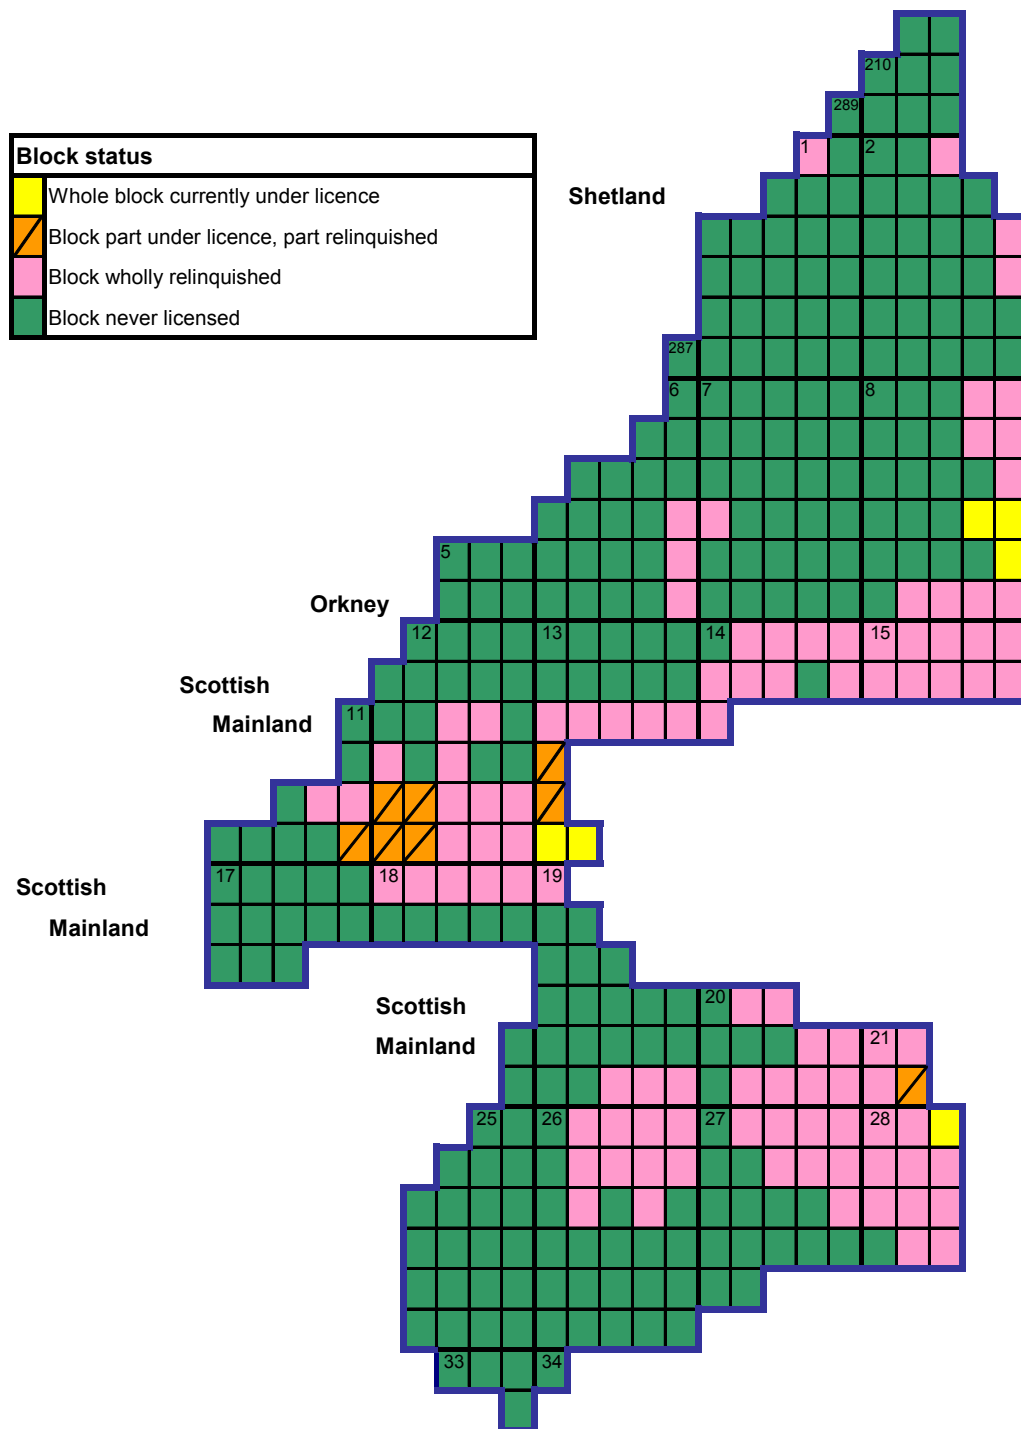 210
289
Block status
1
2
Whole block currently under licence
Shetland
Block part under licence, part relinquished
Block wholly relinquished
Block never licensed
287
6
7
8
5
Orkney
12
13
14
15
Scottish
Mainland
11
17
18
19
Scottish
Mainland
Scottish
20
Mainland
21
25
26
27
28
33
34